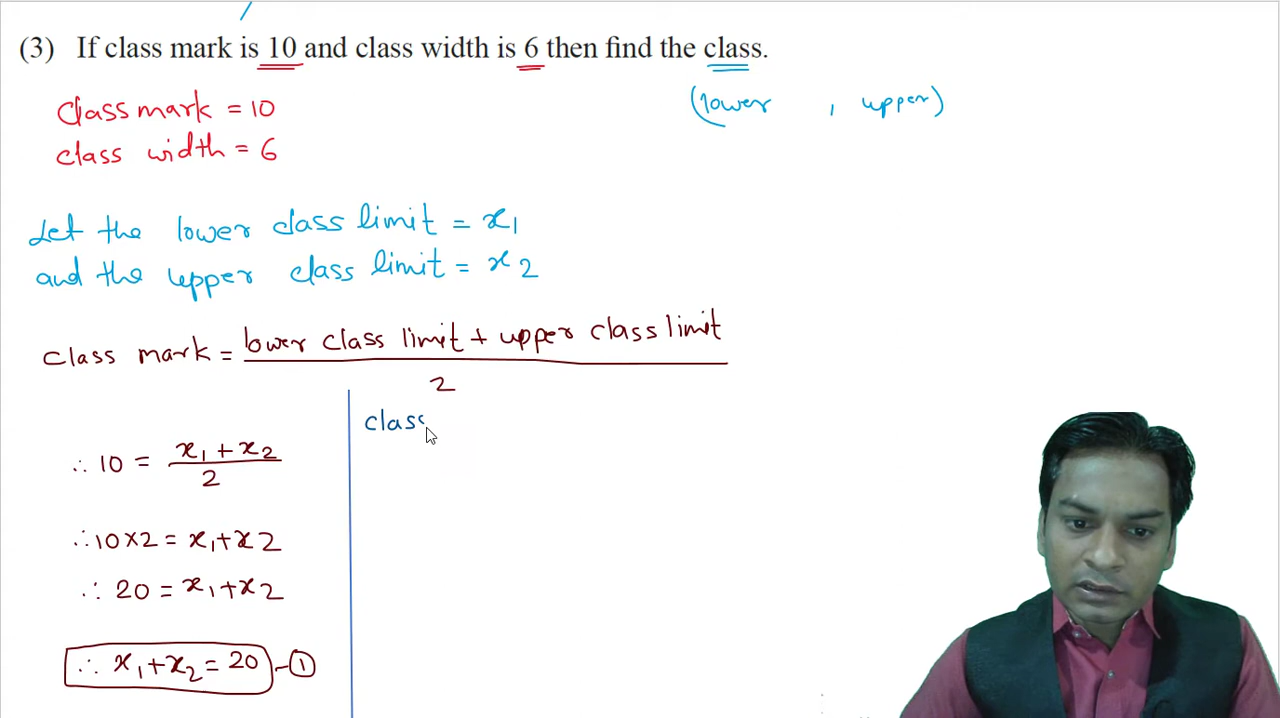 (3) If class mark is 10 and class width is 6 then find the class.
(lower , upper)
Class mark = 10
class width = 6
Let the lower class limit = x1
and the upper class limit = x2
class mark = lower class limit + upper class limit
2
∴ 10 = x1 + x2
2
∴ 10 × 2 = x1 + x2
∴ 20 = x1 + x2
∴ x1 + x2 = 20 - ①
class